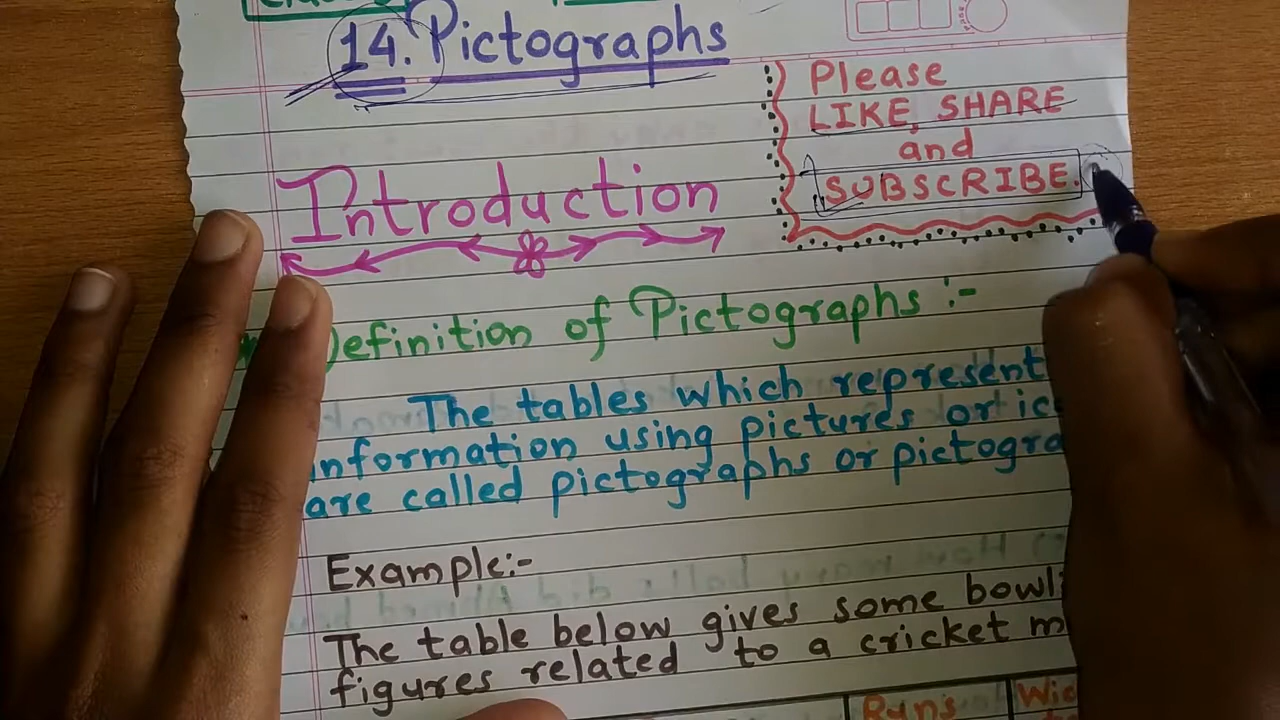 14. Pictographs
Please
LIKE, SHARE
and
SUBSCRIBE.
Introduction
Definition of Pictographs :-
The tables which represent
information using pictures or
are called pictographs or
Example:-
The table below gives some
figures related to a cricket
Runs